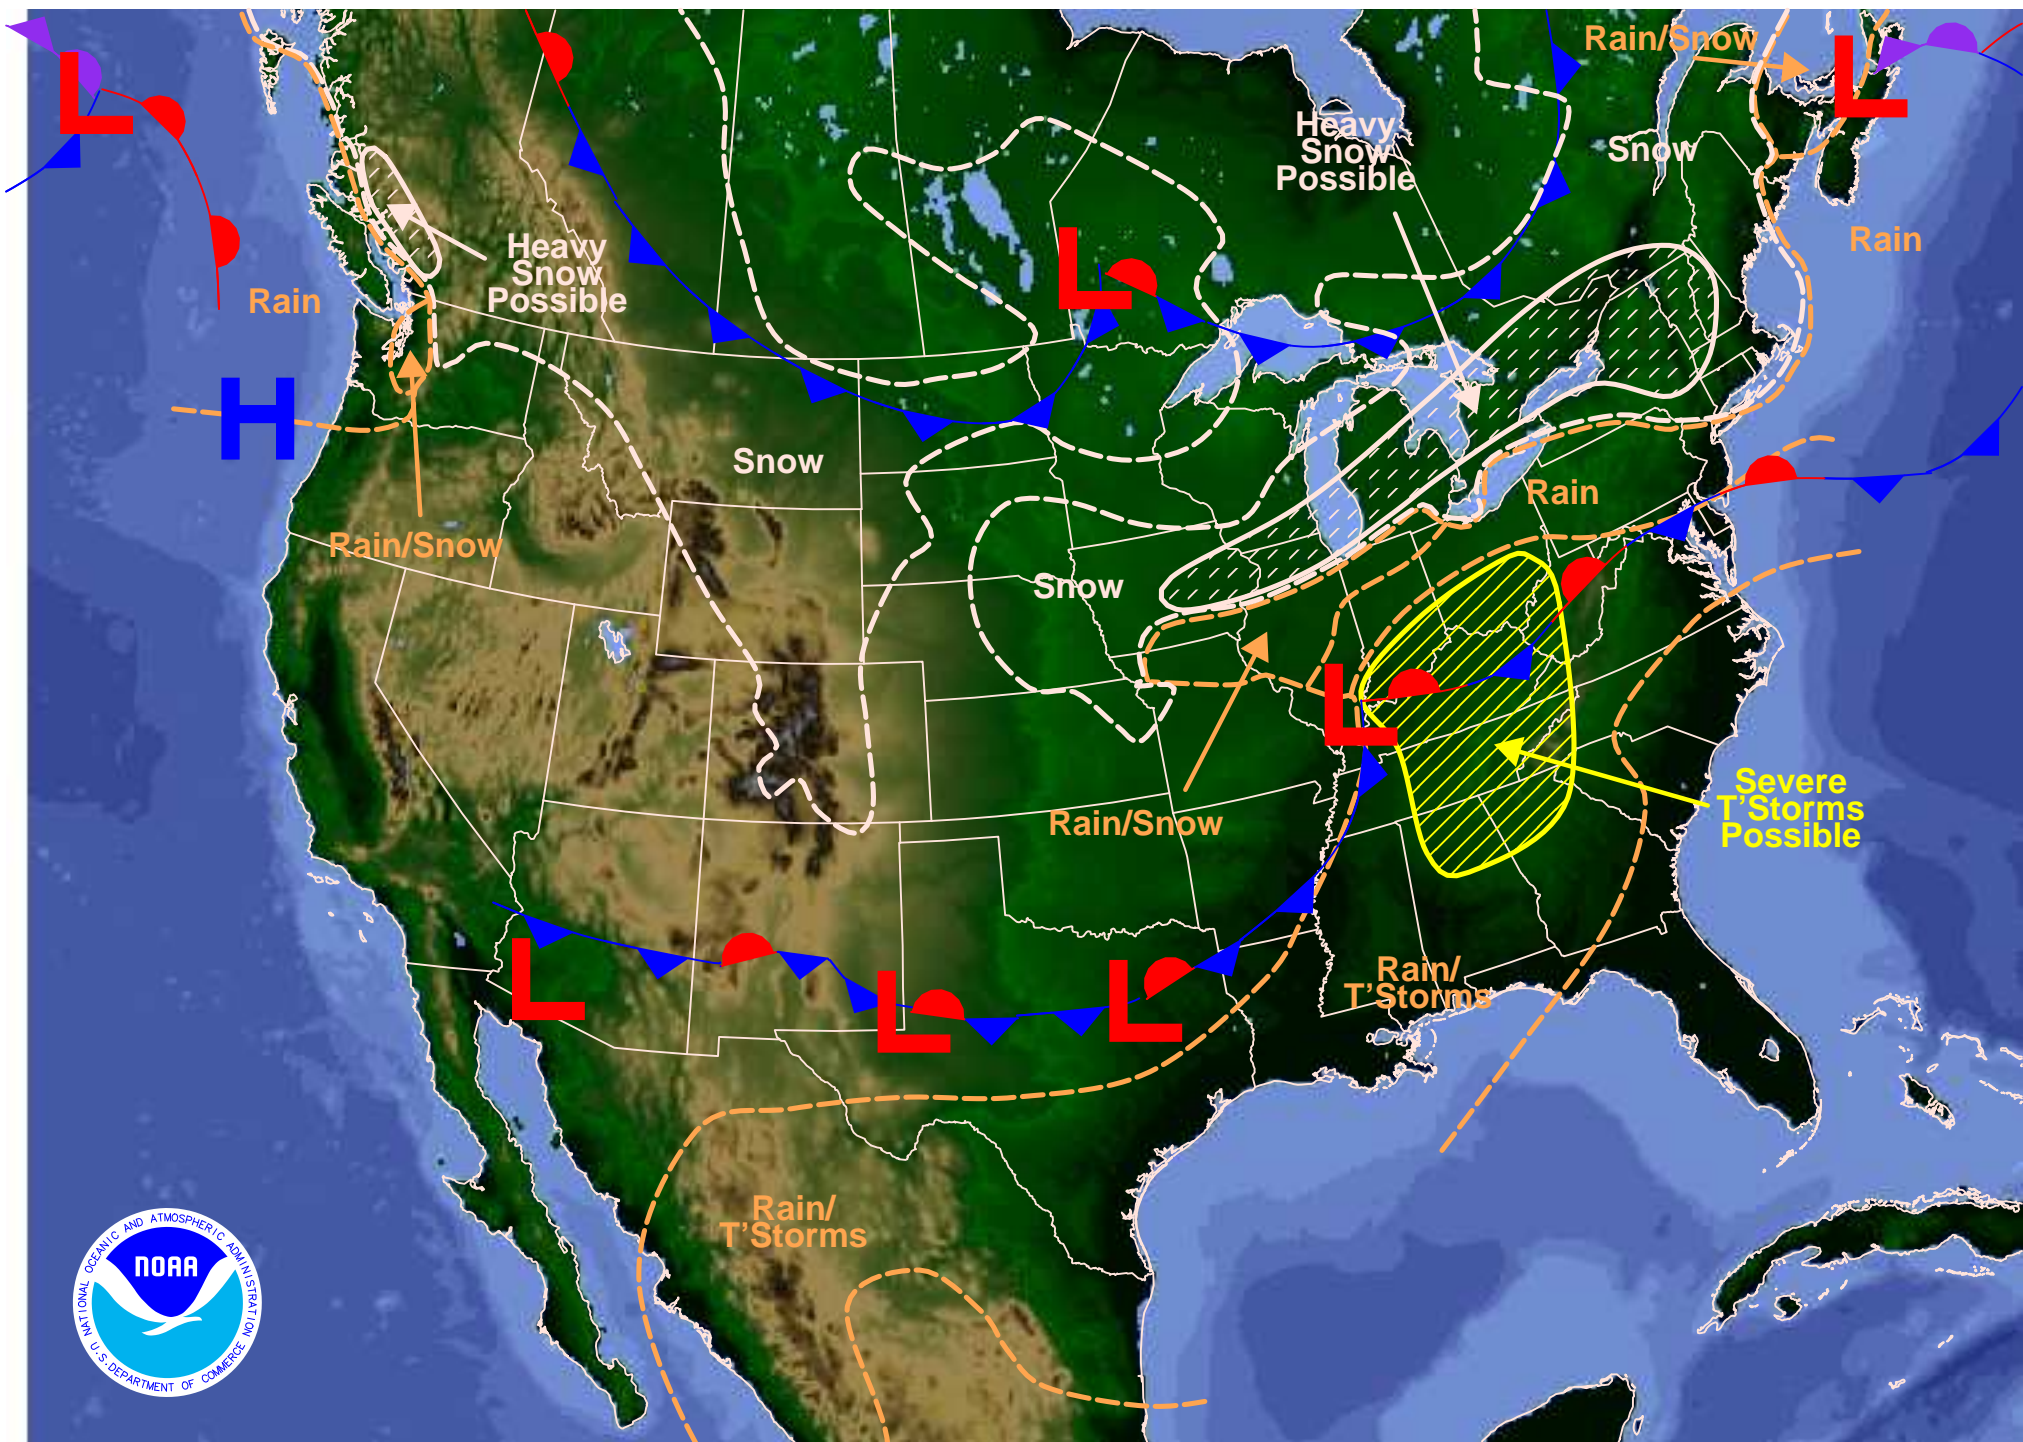 Rain/Snow
Heavy
Snow
Possible
Snow
L
L
Rain
Heavy
Snow
Possible
L
Rain
H
Snow
Rain
Rain/Snow
Snow
L
Severe
T'Storms
Possible
Rain/Snow
L
L
L
Rain/
T'Storms
Rain/
T'Storms
NATIONAL OCEANIC AND ATMOSPHERIC ADMINISTRATION
NOAA
U.S. DEPARTMENT OF COMMERCE